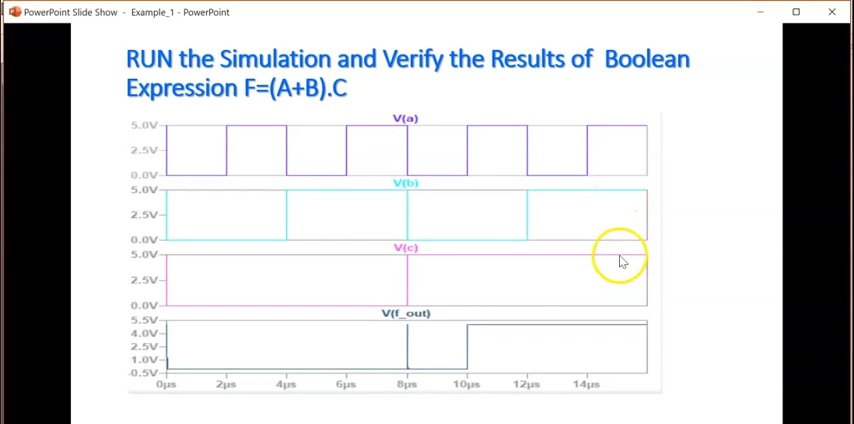 PowerPoint Slide Show - Example_1 - PowerPoint
RUN the Simulation and Verify the Results of Boolean
Expression F=(A+B).C
V(a)
5.0V
2.5V
0.0V
V(b)
5.0V
2.5V
0.0V
V(c)
5.0V
2.5V
0.0V
V(f_out)
5.5V
4.0V
2.5V
1.0V
-0.5V
0µs 2µs 4µs 6µs 8µs 10µs 12µs 14µs